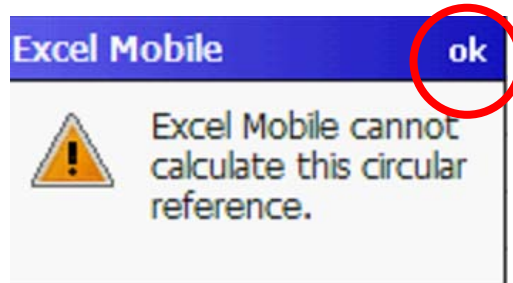 Excel Mobile ok
Excel Mobile cannot
calculate this circular
reference.